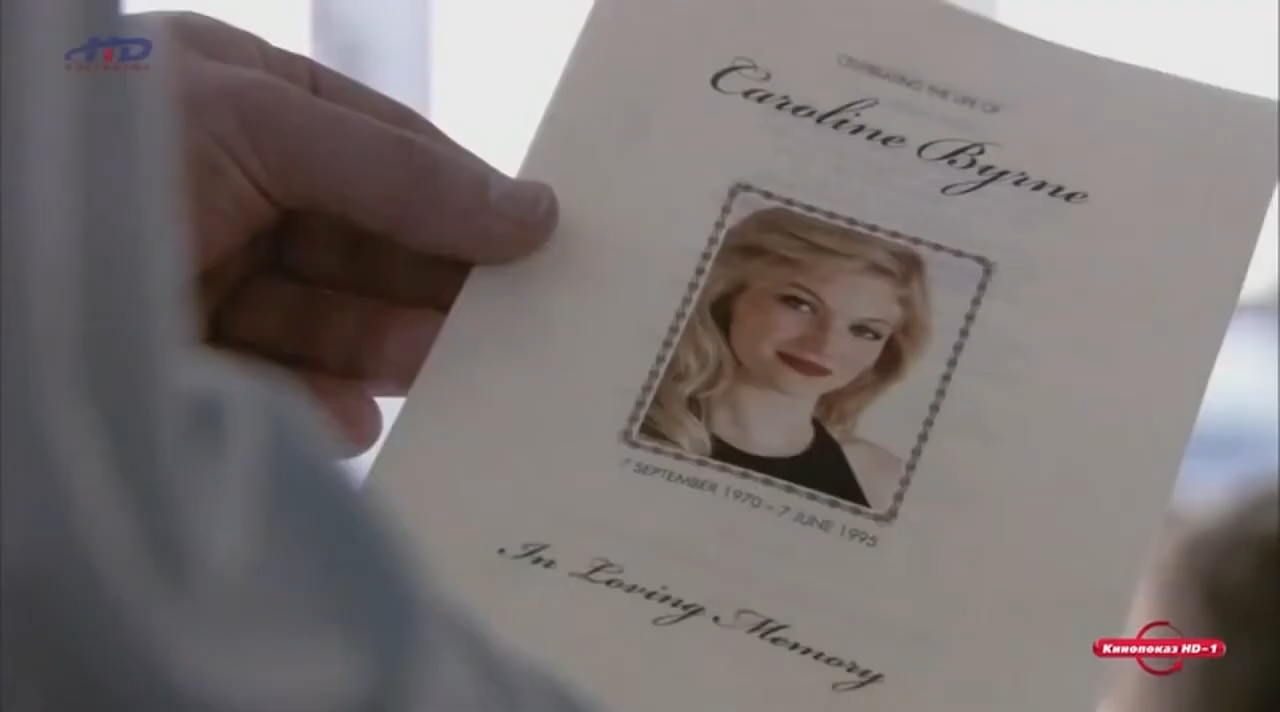 HD
CELEBRATING THE LIFE OF
Caroline Byrne
7 SEPTEMBER 1970 - 7 JUNE 1995
In Loving Memory
Кинопоказ HD-1